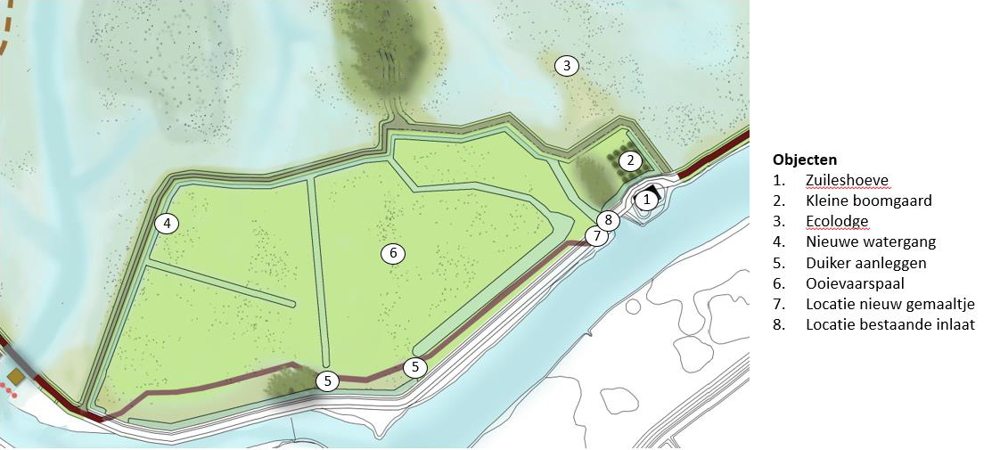 3
2
1
4
8
7
6
5
5
Objecten
1. Zuileshoeve
2. Kleine boomgaard
3. Ecolodge
4. Nieuwe watergang
5. Duiker aanleggen
6. Ooievaarspaal
7. Locatie nieuw gemaaltje
8. Locatie bestaande inlaat